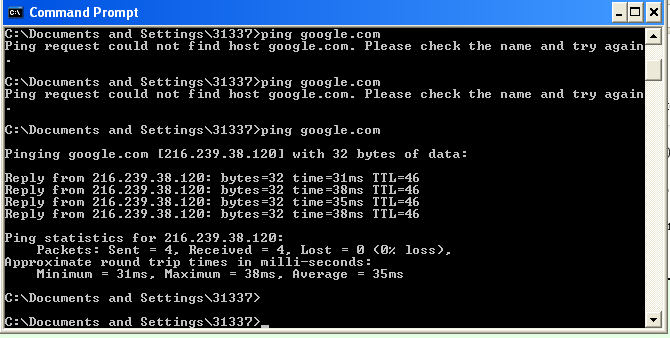 Command Prompt
C:\Documents and Settings\31337>ping google.com
Ping request could not find host google.com. Please check the name and try again
.
C:\Documents and Settings\31337>ping google.com
Ping request could not find host google.com. Please check the name and try again
.
C:\Documents and Settings\31337>ping google.com
Pinging google.com [216.239.38.120] with 32 bytes of data:
Reply from 216.239.38.120: bytes=32 time=31ms TTL=46
Reply from 216.239.38.120: bytes=32 time=38ms TTL=46
Reply from 216.239.38.120: bytes=32 time=35ms TTL=46
Reply from 216.239.38.120: bytes=32 time=38ms TTL=46
Ping statistics for 216.239.38.120:
    Packets: Sent = 4, Received = 4, Lost = 0 (0% loss),
Approximate round trip times in milli-seconds:
    Minimum = 31ms, Maximum = 38ms, Average = 35ms
C:\Documents and Settings\31337>
C:\Documents and Settings\31337>_